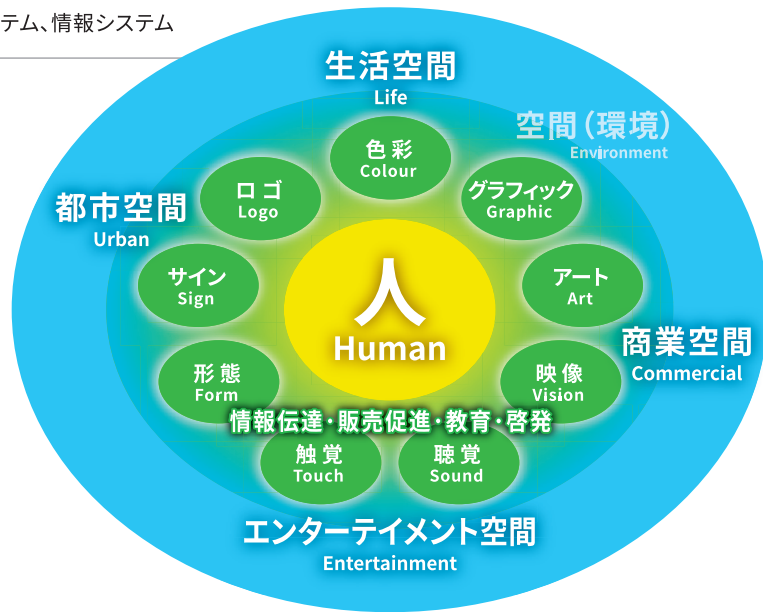 テム、情報システム
生活空間
Life
空間（環境）
Environment
色彩
Colour
ロゴ
Logo
グラフィック
Graphic
都市空間
Urban
サイン
Sign
アート
Art
人
Human
商業空間
Commercial
形態
Form
映像
Vision
情報伝達・販売促進・教育・啓発
触覚
Touch
聴覚
Sound
エンターテイメント空間
Entertainment